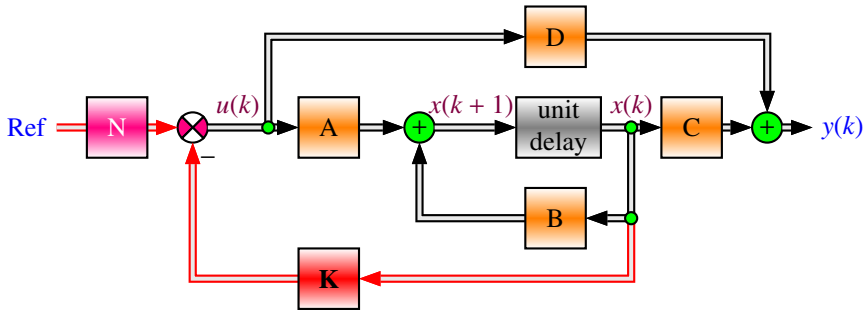 D
u(k)
x(k + 1)
unit
delay
x(k)
Ref
N
A
+
C
+
y(k)
−
B
K